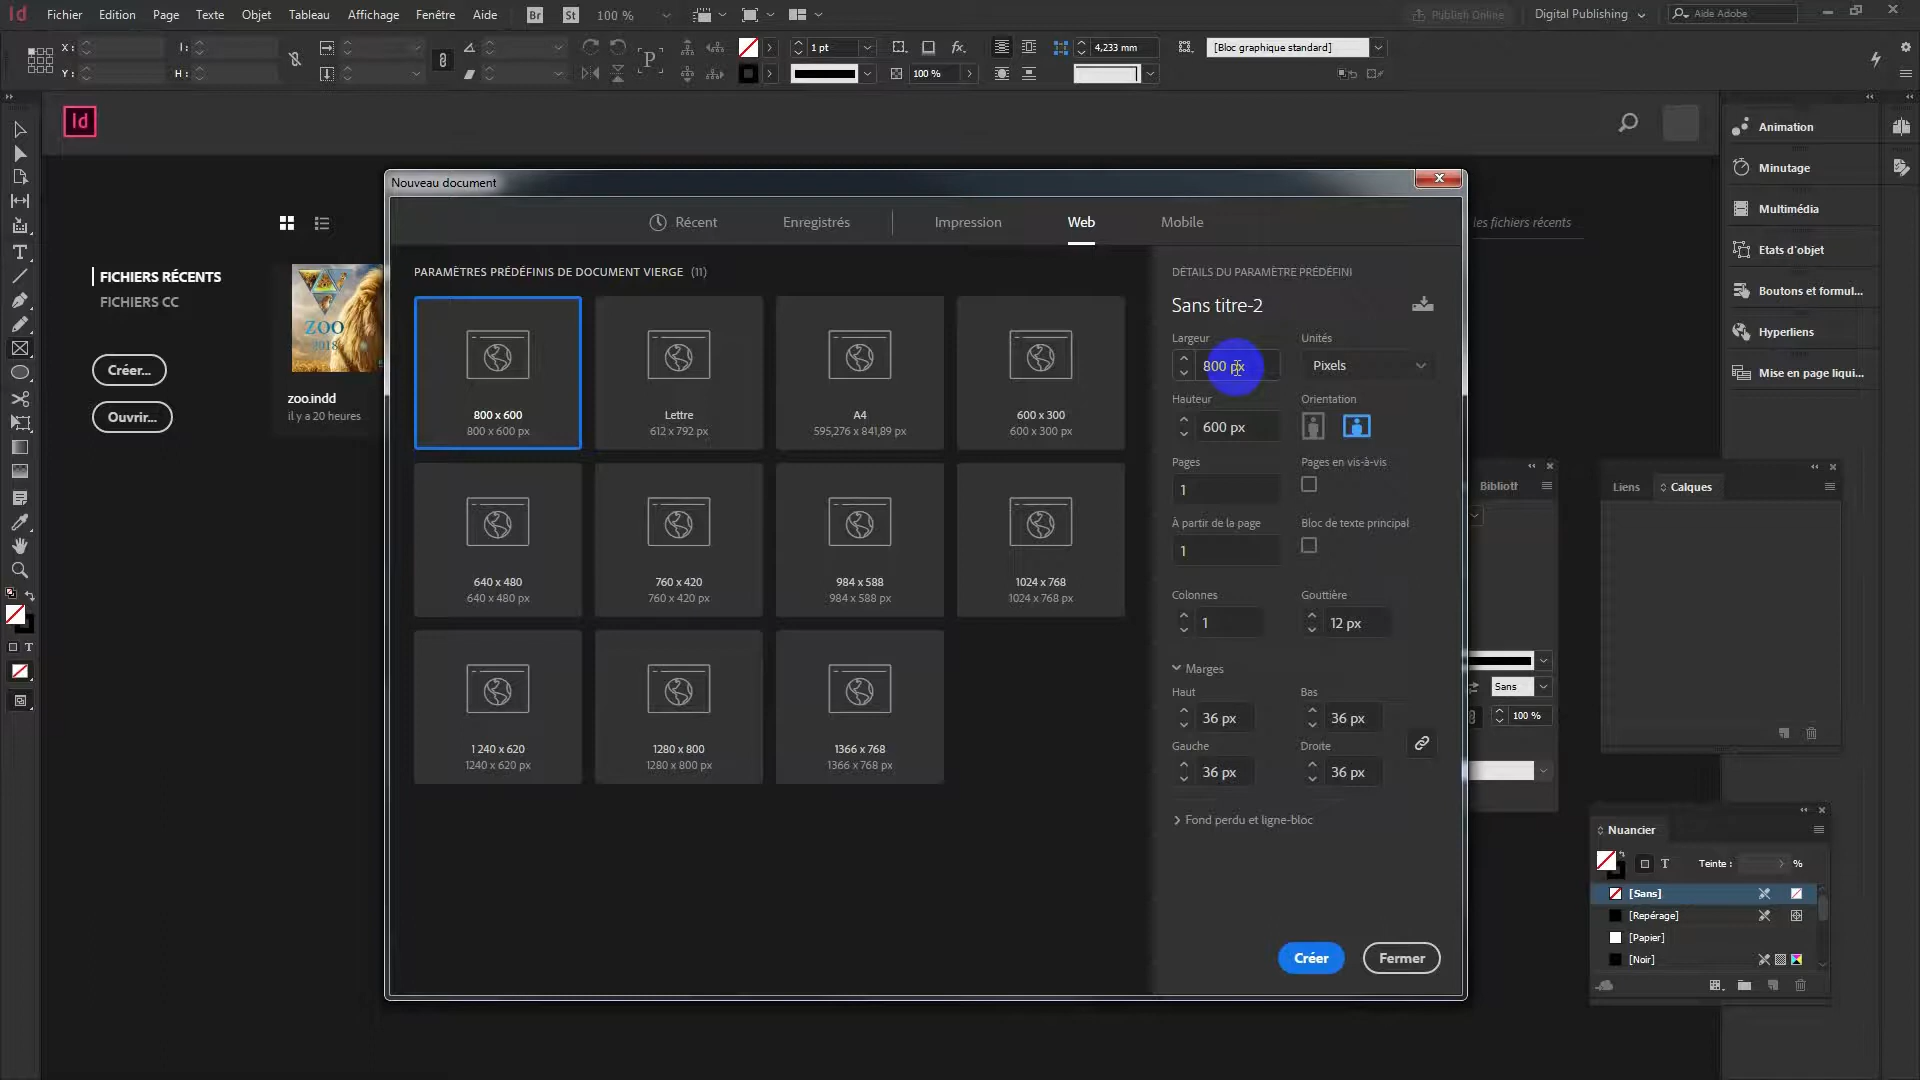 Id Fichier Edition Page Texte Objet Tableau Affichage Fenêtre Aide Br St 100 % Publish Online Digital Publishing Aide Adobe
X: I: 1 pt fx. 4,233 mm [Bloc graphique standard]
Y: H: P 100 %
Id
Nouveau document
Récent Enregistrés Impression Web Mobile
les fichiers récents
FICHIERS RÉCENTS
FICHIERS CC
Créer...
Ouvrir...
ZOO
2018
zoo.indd
il y a 20 heures
PARAMÈTRES PRÉDÉFINIS DE DOCUMENT VIERGE (11)
800 x 600
800 x 600 px
Lettre
612 x 792 px
A4
595,276 x 841,89 px
600 x 300
600 x 300 px
640 x 480
640 x 480 px
760 x 420
760 x 420 px
984 x 588
984 x 588 px
1024 x 768
1024 x 768 px
1 240 x 620
1240 x 620 px
1280 x 800
1280 x 800 px
1366 x 768
1366 x 768 px
DÉTAILS DU PARAMÈTRE PRÉDÉFINI
Sans titre-2
Largeur Unités
800 px Pixels
Hauteur Orientation
600 px
Pages Pages en vis-à-vis
1
À partir de la page Bloc de texte principal
1
Colonnes Gouttière
1 12 px
Marges
Haut Bas
36 px 36 px
Gauche Droite
36 px 36 px
Fond perdu et ligne-bloc
Créer Fermer
Animation
Minutage
Multimédia
Etats d'objet
Boutons et formul...
Hyperliens
Mise en page liqui...
Sans
100 %
Liens Calques
Nuancier
T Teinte : %
[Sans]
[Repérage]
[Papier]
[Noir]